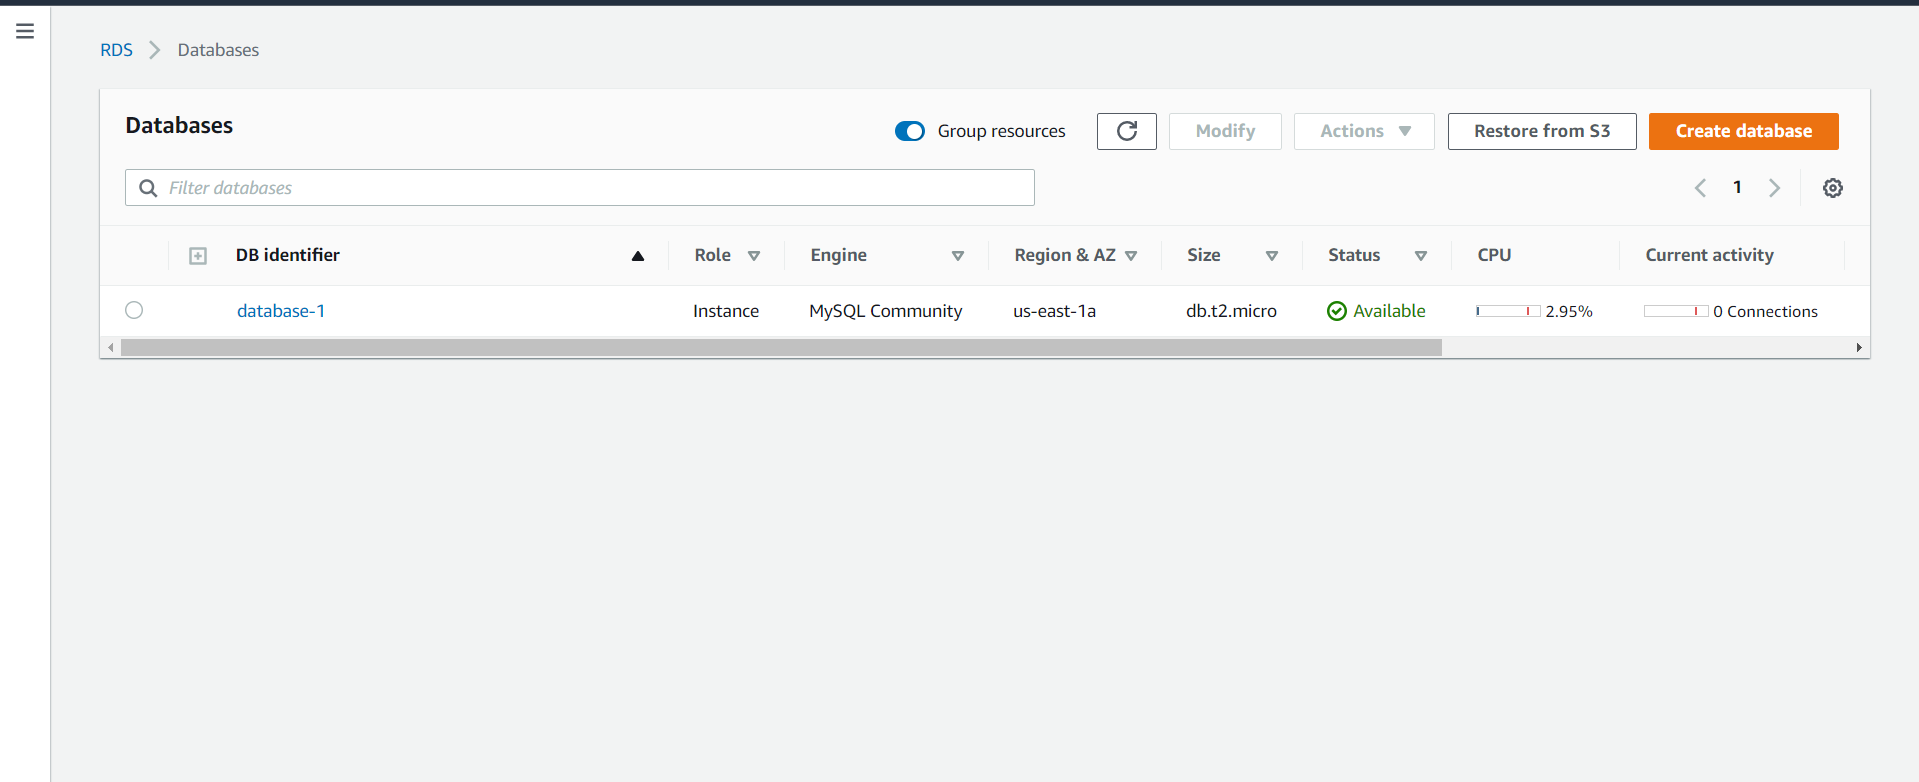 RDS Databases
Databases
Group resources Modify Actions Restore from S3 Create database
Filter databases 1
DB identifier Role Engine Region & AZ Size Status CPU Current activity
database-1 Instance MySQL Community us-east-1a db.t2.micro Available 2.95% 0 Connections